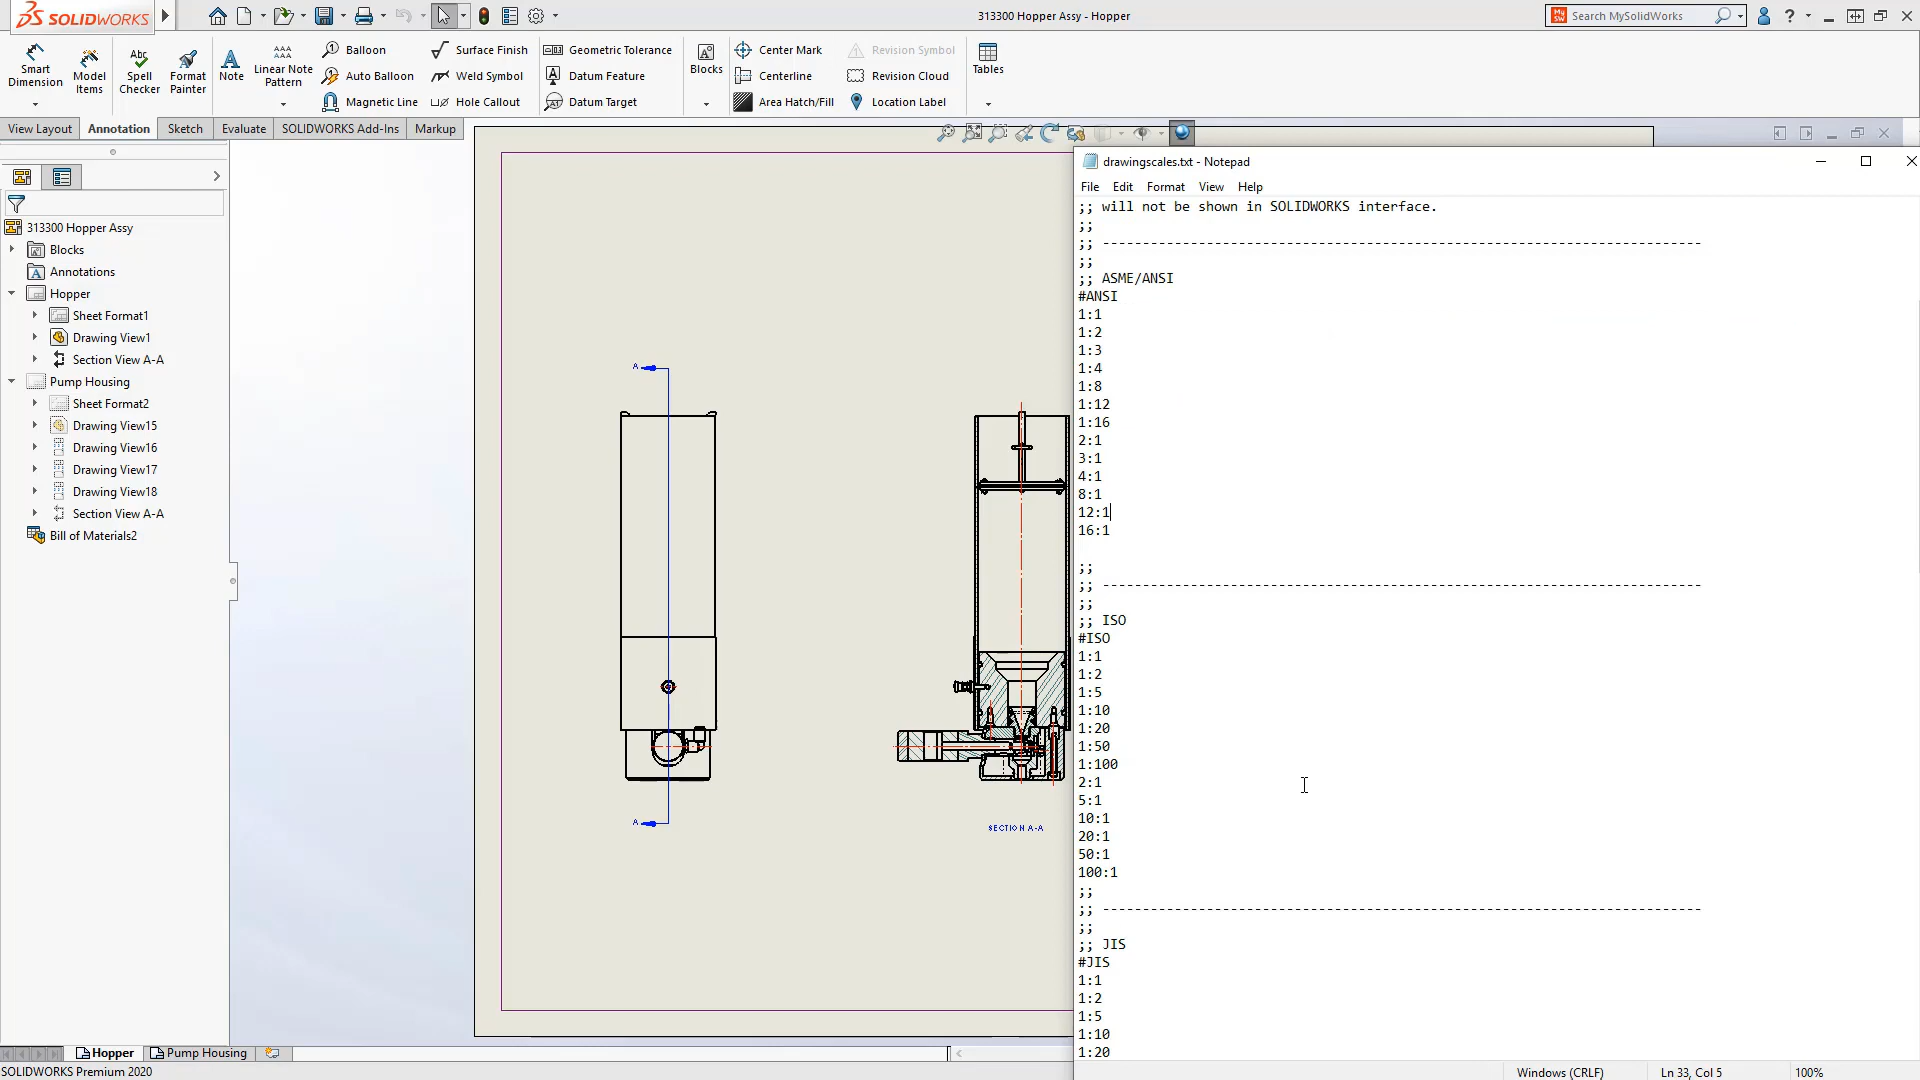 SOLIDWORKS
313300 Hopper Assy - Hopper
Search MySolidWorks
?
Smart Dimension
Model Items
Abc
Spell Checker
Format Painter
Note
Linear Note Pattern
Balloon
Auto Balloon
Magnetic Line
Surface Finish
Weld Symbol
Hole Callout
Geometric Tolerance
Datum Feature
Datum Target
Blocks
Center Mark
Centerline
Area Hatch/Fill
Revision Symbol
Revision Cloud
Location Label
Tables
View Layout
Annotation
Sketch
Evaluate
SOLIDWORKS Add-Ins
Markup
313300 Hopper Assy
Blocks
Annotations
Hopper
Sheet Format1
Drawing View1
Section View A-A
Pump Housing
Sheet Format2
Drawing View15
Drawing View16
Drawing View17
Drawing View18
Section View A-A
Bill of Materials2
A
A
SECTION A-A
drawingscales.txt - Notepad
File Edit Format View Help
;; will not be shown in SOLIDWORKS interface.
;;
;; ---------------------------------------------------------------------------
;;
;; ASME/ANSI
#ANSI
1:1
1:2
1:3
1:4
1:8
1:12
1:16
2:1
3:1
4:1
8:1
12:1
16:1
;;
;; ---------------------------------------------------------------------------
;;
;; ISO
#ISO
1:1
1:2
1:5
1:10
1:20
1:50
1:100
2:1
5:1
10:1
20:1
50:1
100:1
;;
;; ---------------------------------------------------------------------------
;;
;; JIS
#JIS
1:1
1:2
1:5
1:10
1:20
Windows (CRLF)
Ln 33, Col 5
100%
Hopper
Pump Housing
SOLIDWORKS Premium 2020